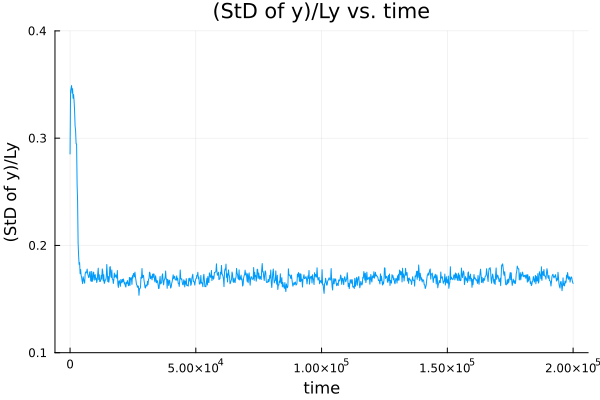 (StD of y)/Ly vs. time
(StD of y)/Ly
0.4
0.3
0.2
0.1
0 5.00×10⁴ 1.00×10⁵ 1.50×10⁵ 2.00×10⁵
time